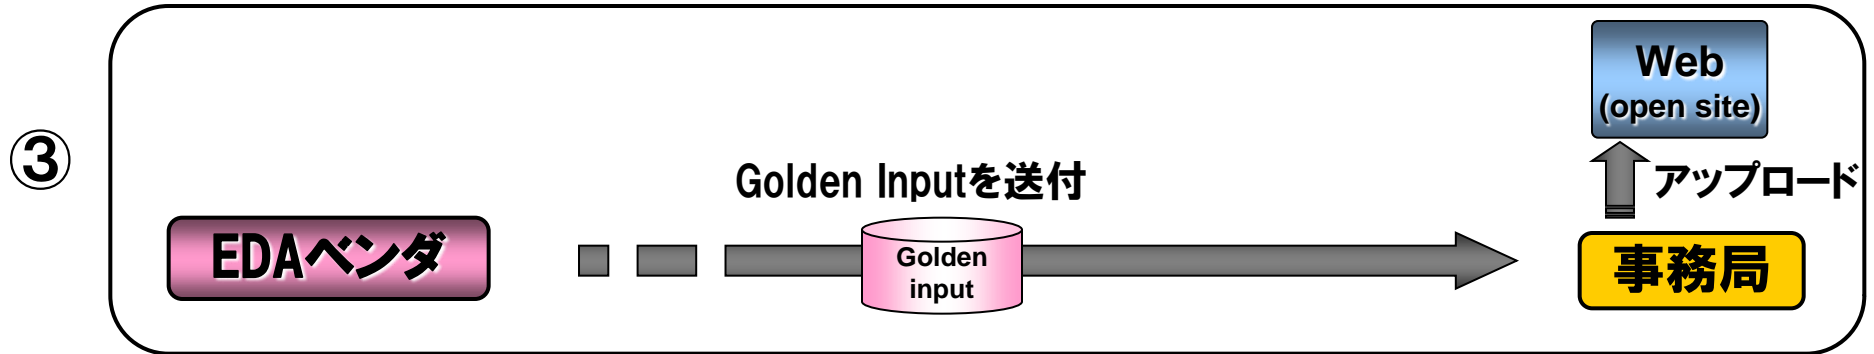 ③
Web
(open site)
アップロード
Golden Inputを送付
EDAベンダ
Golden
input
事務局